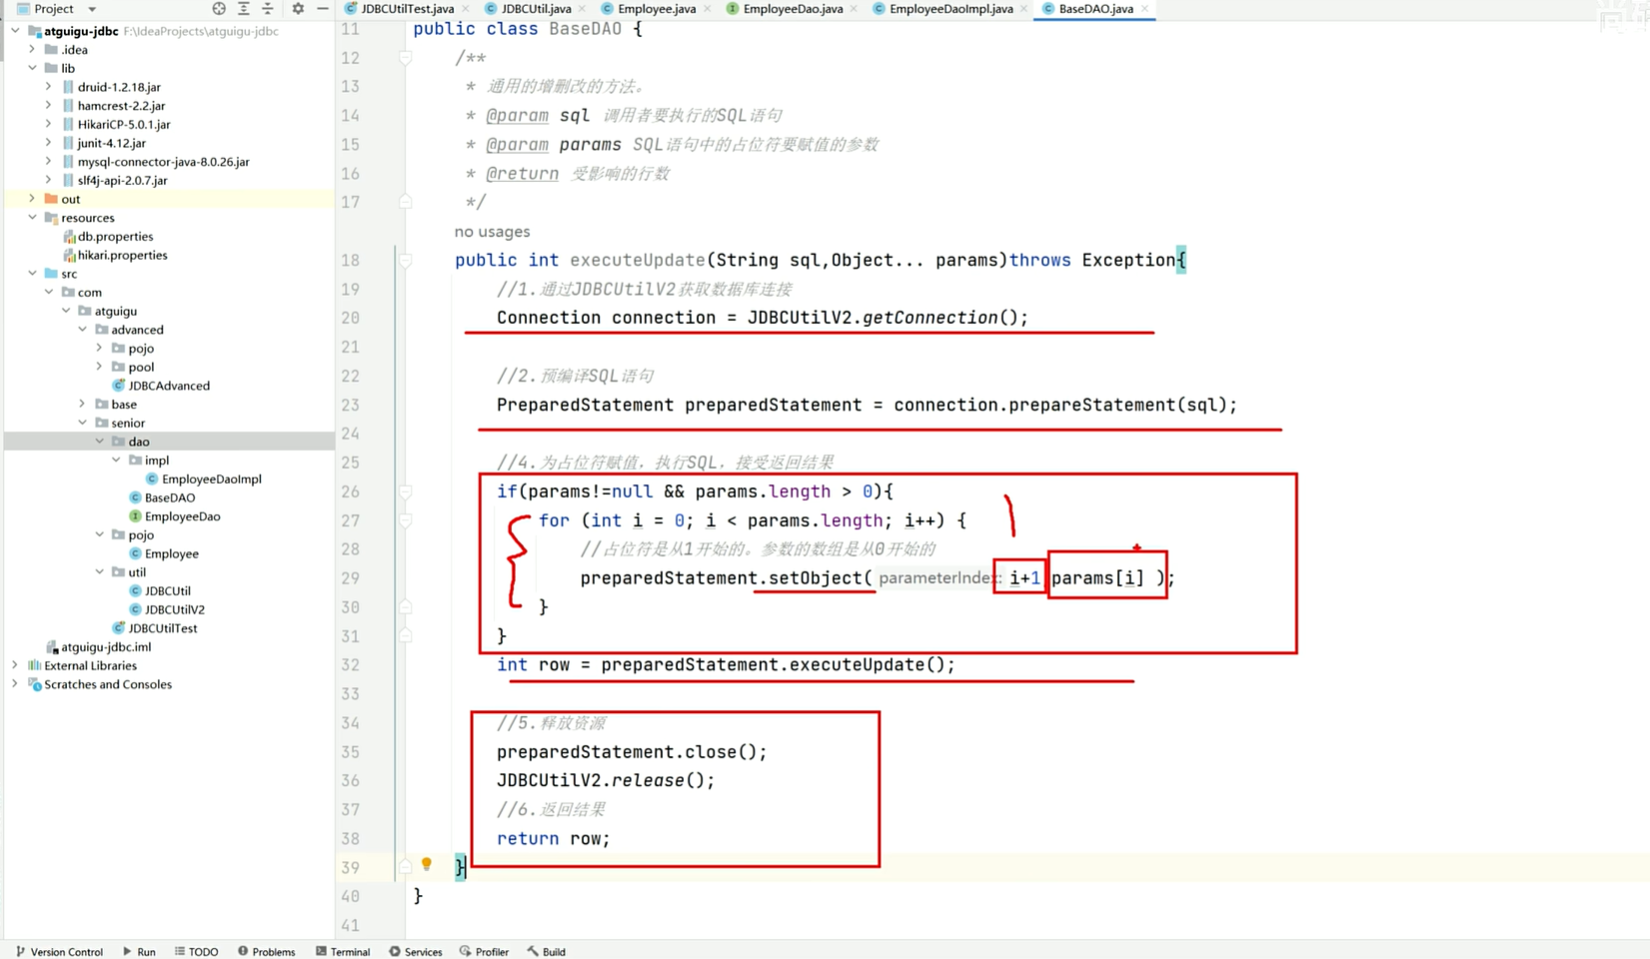 Project
atguigu-jdbc F:\IdeaProjects\atguigu-jdbc
.idea
lib
druid-1.2.18.jar
hamcrest-2.2.jar
HikariCP-5.0.1.jar
junit-4.12.jar
mysql-connector-java-8.0.26.jar
slf4j-api-2.0.7.jar
out
resources
db.properties
hikari.properties
src
com
atguigu
advanced
pojo
pool
JDBCAdvanced
base
senior
dao
impl
EmployeeDaoImpl
BaseDAO
EmployeeDao
pojo
Employee
util
JDBCUtil
JDBCUtilV2
JDBCUtilTest
atguigu-jdbc.iml
External Libraries
Scratches and Consoles
JDBCUtilTest.java JDBCUtil.java Employee.java EmployeeDao.java EmployeeDaoImpl.java BaseDAO.java
11 public class BaseDAO {
12 /**
13 * 通用的增删改的方法。
14 * @param sql 调用者要执行的SQL语句
15 * @param params SQL语句中的占位符要赋值的参数
16 * @return 受影响的行数
17 */
no usages
18 public int executeUpdate(String sql,Object... params)throws Exception{
19 //1.通过JDBCUtilV2获取数据库连接
20 Connection connection = JDBCUtilV2.getConnection();
21
22 //2.预编译SQL语句
23 PreparedStatement preparedStatement = connection.prepareStatement(sql);
24
25 //4.为占位符赋值，执行SQL，接受返回结果
26 if(params!=null && params.length > 0){
27 for (int i = 0; i < params.length; i++) {
28 //占位符是从1开始的。参数的数组是从0开始的
29 preparedStatement.setObject( parameterIndex: i+1 params[i] );
30 }
31 }
32 int row = preparedStatement.executeUpdate();
33
34 //5.释放资源
35 preparedStatement.close();
36 JDBCUtilV2.release();
37 //6.返回结果
38 return row;
39 }
40 }
41
Version Control Run TODO Problems Terminal Services Profiler Build